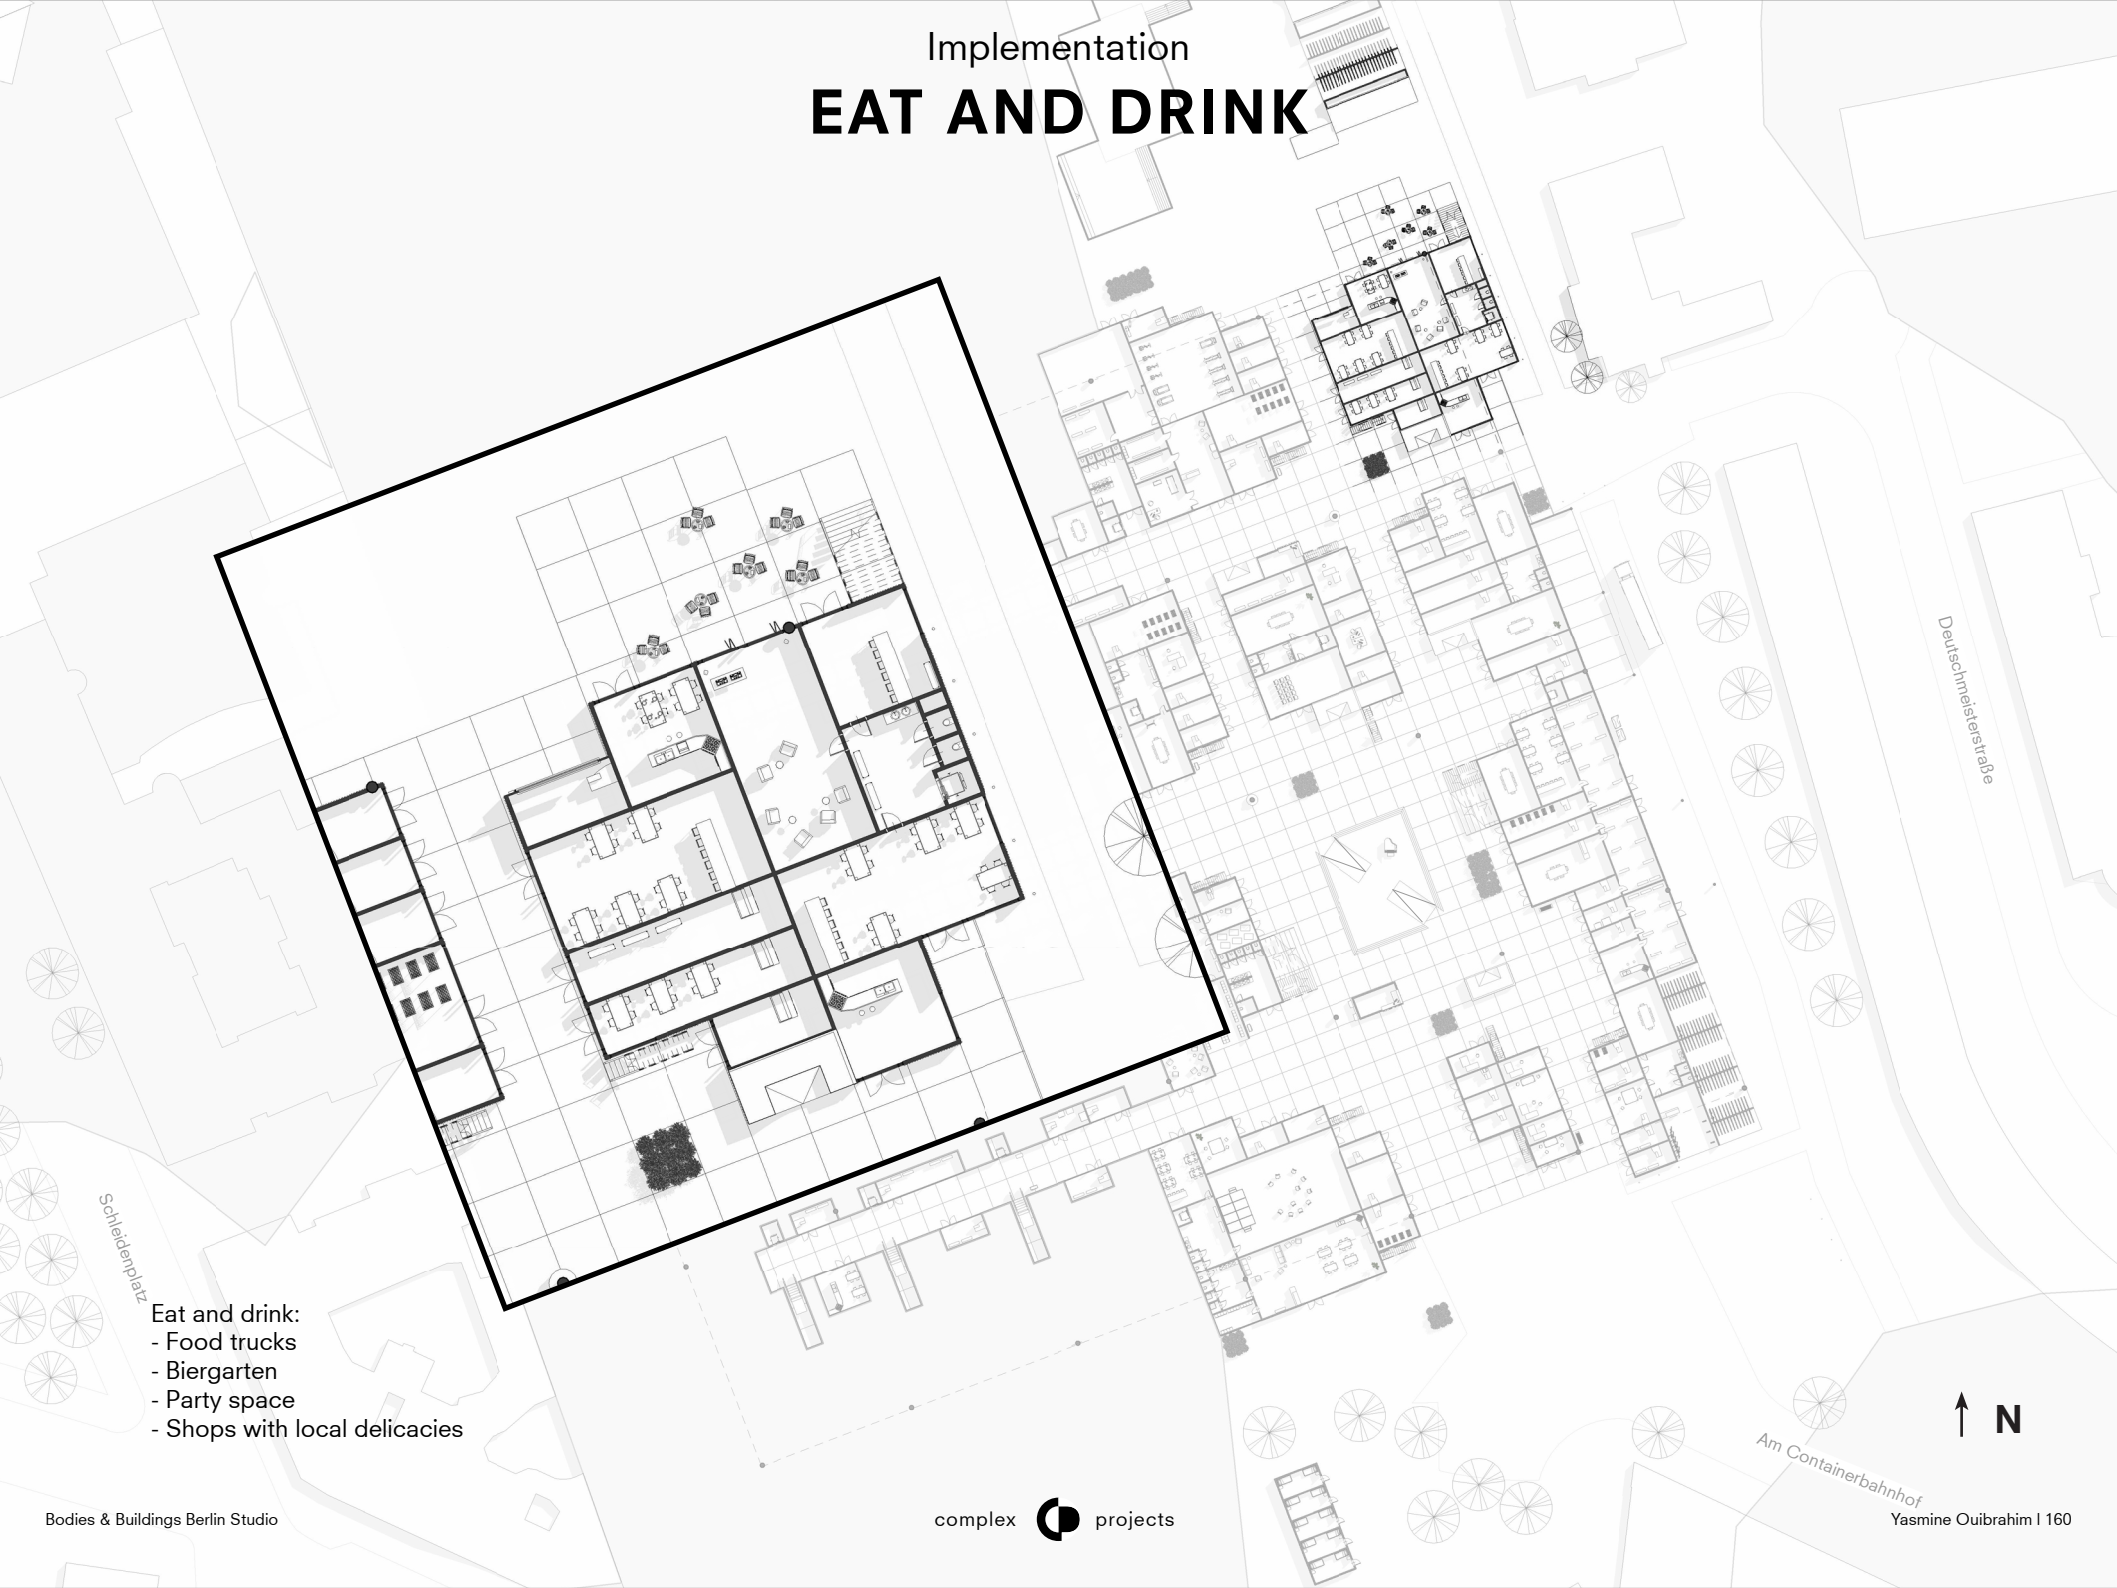 Implementation
EAT AND DRINK
Deutschmeisterstraße
Schleidenplatz
Eat and drink:
- Food trucks
- Biergarten
- Party space
- Shops with local delicacies
N
Am Containerbahnhof
Bodies & Buildings Berlin Studio
complex projects
Yasmine Ouibrahim | 160